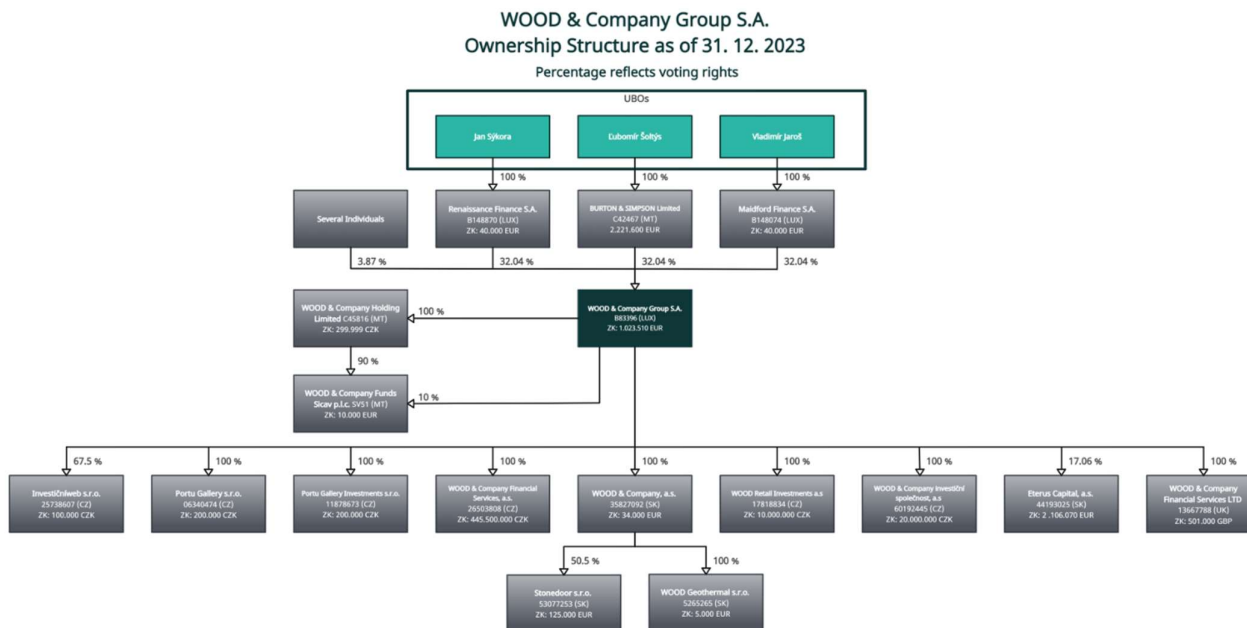 WOOD & Company Group S.A.
Ownership Structure as of 31. 12. 2023
Percentage reflects voting rights
UBOs
Jan Sýkora
Ľubomír Šoltýs
Vladimír Jaroš
100 %
100 %
100 %
Several Individuals
Renaissance Finance S.A.
B148870 (LUX)
ZK: 40.000 EUR
BURTON & SIMPSON Limited
C42467 (MT)
2.221.600 EUR
Maidford Finance S.A.
B148074 (LUX)
ZK: 40.000 EUR
3.87 %
32.04 %
32.04 %
32.04 %
WOOD & Company Holding
Limited C45816 (MT)
ZK: 299.999 CZK
100 %
WOOD & Company Group S.A.
B83396 (LUX)
ZK: 1.023.510 EUR
90 %
WOOD & Company Funds
Sicav p.l.c. SV51 (MT)
ZK: 10.000 EUR
10 %
67.5 %
100 %
100 %
100 %
100 %
100 %
100 %
17.06 %
100 %
Investičníweb s.r.o.
25738607 (CZ)
ZK: 100.000 CZK
Portu Gallery s.r.o.
06340474 (CZ)
ZK: 200.000 CZK
Portu Gallery Investments s.r.o.
11878673 (CZ)
ZK: 200.000 CZK
WOOD & Company Financial
Services, a.s.
26503808 (CZ)
ZK: 445.500.000 CZK
WOOD & Company, a.s.
35827092 (SK)
ZK: 34.000 EUR
WOOD Retail Investments a.s
17818834 (CZ)
ZK: 10.000.000 CZK
WOOD & Company investiční
společnost, a.s
60192445 (CZ)
ZK: 20.000.000 CZK
Eterus Capital, a.s.
44193025 (SK)
ZK: 2 .106.070 EUR
WOOD & Company
Financial Services LTD
13667788 (UK)
ZK: 501.000 GBP
50.5 %
100 %
Stonedoor s.r.o.
53077253 (SK)
ZK: 125.000 EUR
WOOD Geothermal s.r.o.
5265265 (SK)
ZK: 5.000 EUR